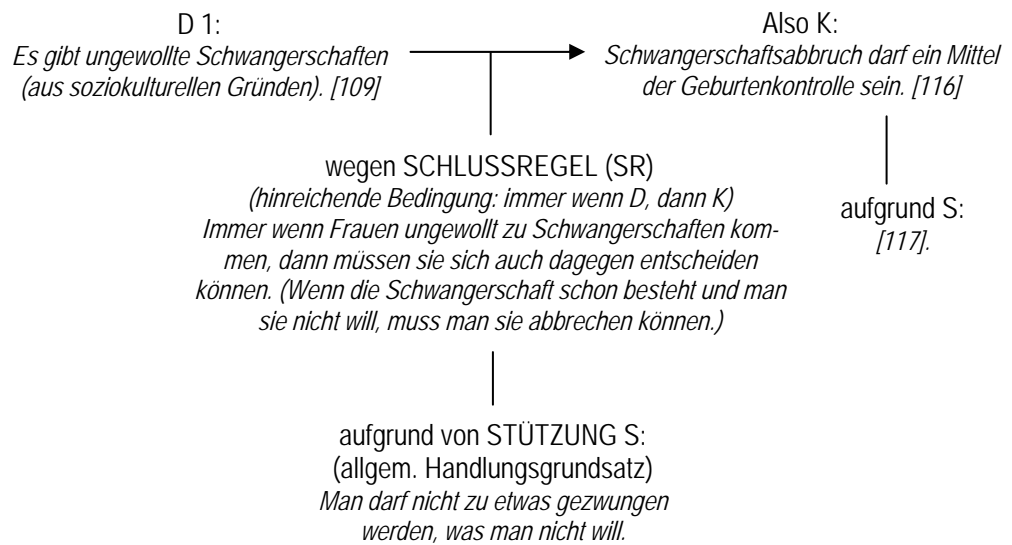 D 1:
Es gibt ungewollte Schwangerschaften
(aus soziokulturellen Gründen). [109]
Also K:
Schwangerschaftsabbruch darf ein Mittel
der Geburtenkontrolle sein. [116]
wegen SCHLUSSREGEL (SR)
(hinreichende Bedingung: immer wenn D, dann K)
Immer wenn Frauen ungewollt zu Schwangerschaften kom-
men, dann müssen sie sich auch dagegen entscheiden
können. (Wenn die Schwangerschaft schon besteht und man
sie nicht will, muss man sie abbrechen können.)
aufgrund S:
[117].
aufgrund von STÜTZUNG S:
(allgem. Handlungsgrundsatz)
Man darf nicht zu etwas gezwungen
werden, was man nicht will.